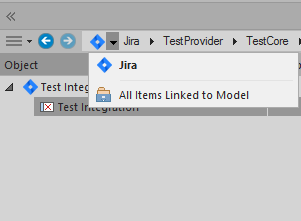 Jira TestProvider TestCore
Object
Jira
All Items Linked to Model
Test Integ
Test Integration